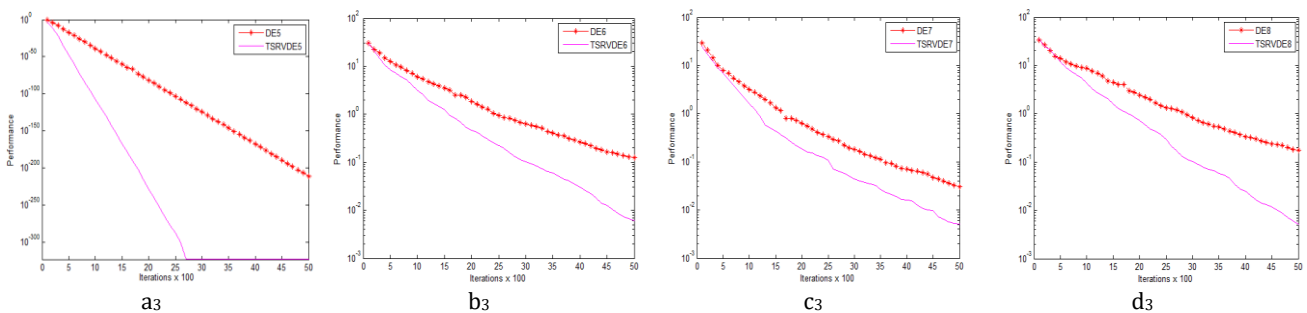 10^0
10^-50
10^-100
10^-150
10^-200
10^-250
10^-300
Performance
DE5
TSRVDE5
0 5 10 15 20 25 30 35 40 45 50
Iterations x 100
a₃
10^2
10^1
10^0
10^-1
10^-2
10^-3
Performance
DE6
TSRVDE6
0 5 10 15 20 25 30 35 40 45 50
Iterations x 100
b₃
10^2
10^1
10^0
10^-1
10^-2
10^-3
Performance
DE7
TSRVDE7
0 5 10 15 20 25 30 35 40 45 50
Iterations x 100
c₃
10^2
10^1
10^0
10^-1
10^-2
10^-3
Performance
DE8
TSRVDE8
0 5 10 15 20 25 30 35 40 45 50
Iterations x 100
d₃